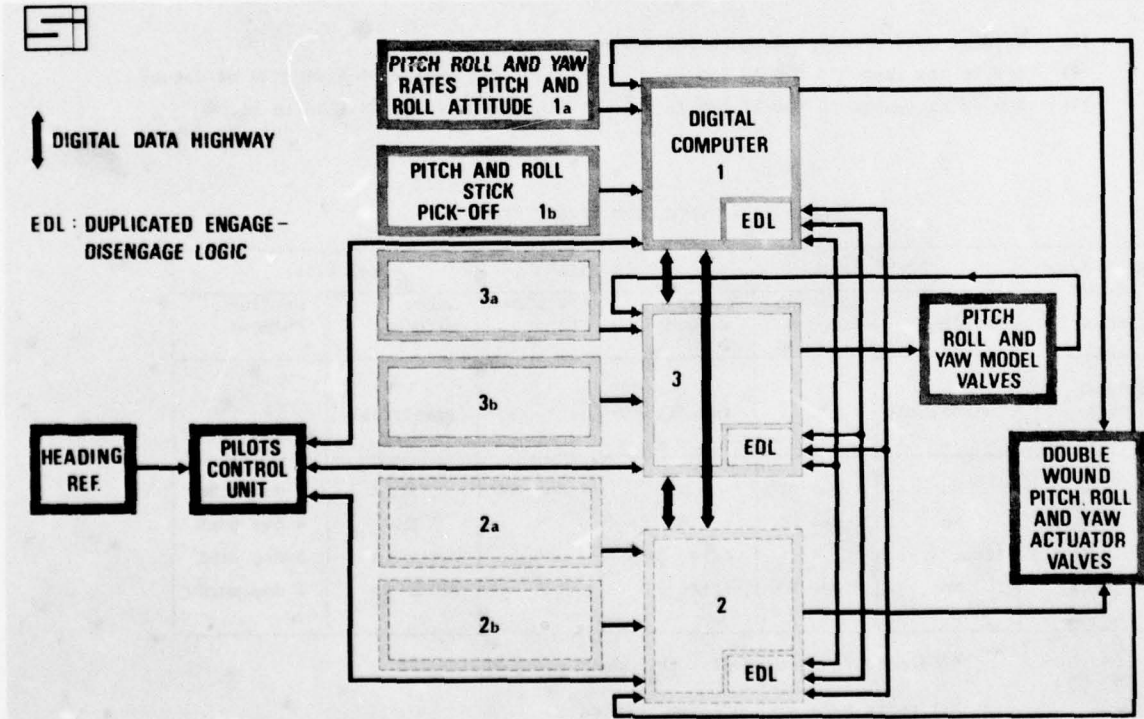 Si
PITCH ROLL AND YAW
RATES PITCH AND
ROLL ATTITUDE 1a
DIGITAL DATA HIGHWAY
PITCH AND ROLL
STICK
PICK-OFF 1b
DIGITAL
COMPUTER
1
EDL
EDL : DUPLICATED ENGAGE-
DISENGAGE LOGIC
3a
3b
3
EDL
PITCH
ROLL AND
YAW MODEL
VALVES
HEADING
REF.
PILOTS
CONTROL
UNIT
2a
2b
2
EDL
DOUBLE
WOUND
PITCH, ROLL
AND YAW
ACTUATOR
VALVES